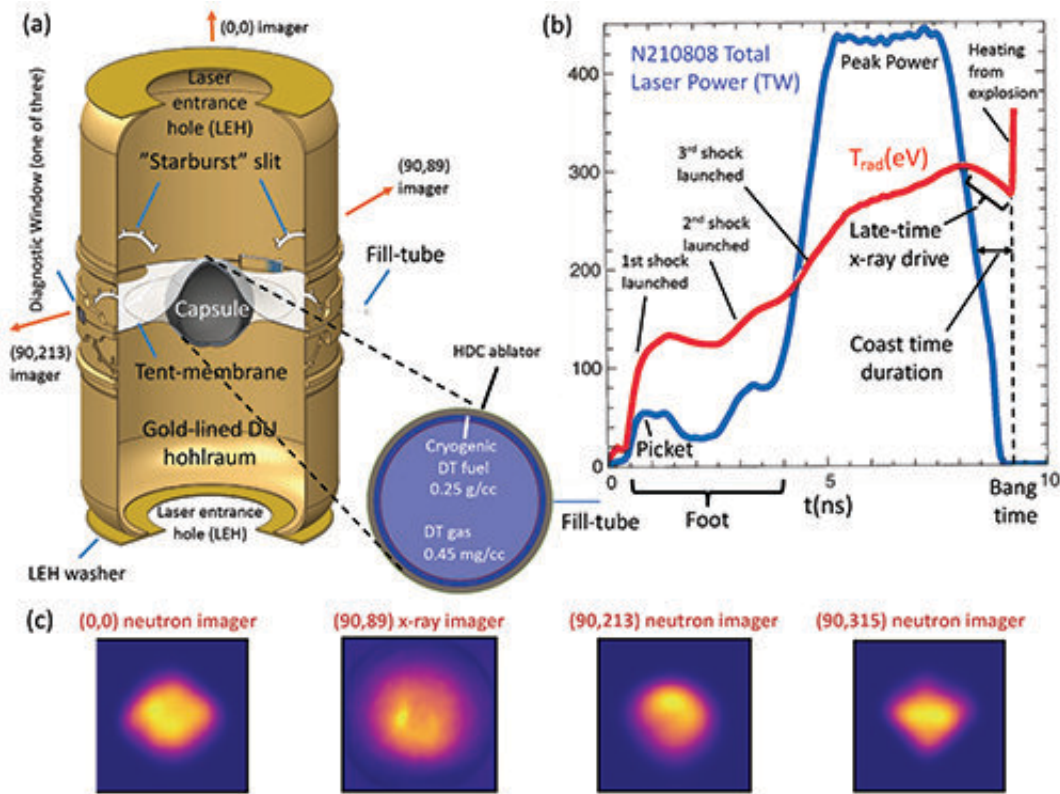 (a)
(0,0) imager
Laser
entrance
hole (LEH)
"Starburst" slit
Diagnostic Window (one of three)
(90,89)
imager
Fill-tube
Capsule
(90,213)
imager
Tent-membrane
Gold-lined DU
hohlraum
Laser entrance
hole (LEH)
LEH washer
HDC ablator
Cryogenic
DT fuel
0.25 g/cc
DT gas
0.45 mg/cc
Fill-tube
(b)
N210808 Total
Laser Power (TW)
Peak Power
Heating
from
explosion
Trad(eV)
3rd shock
launched
2nd shock
launched
1st shock
launched
Late-time
x-ray drive
Coast time
duration
Picket
Foot
400
300
200
100
0
0
5
10
t(ns)
Bang
time
(c)
(0,0) neutron imager
(90,89) x-ray imager
(90,213) neutron imager
(90,315) neutron imager